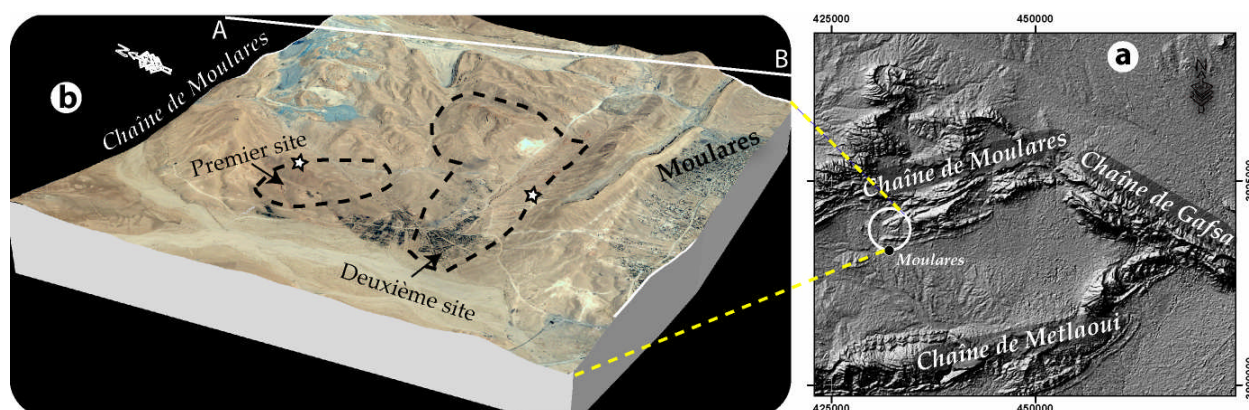 A
B
N
b
Chaîne de Moulares
Premier site
Deuxième site
Moulares
425000
450000
a
N
Chaîne de Moulares
Chaîne de Gafsa
Moulares
Chaîne de Metlaoui
425000
450000